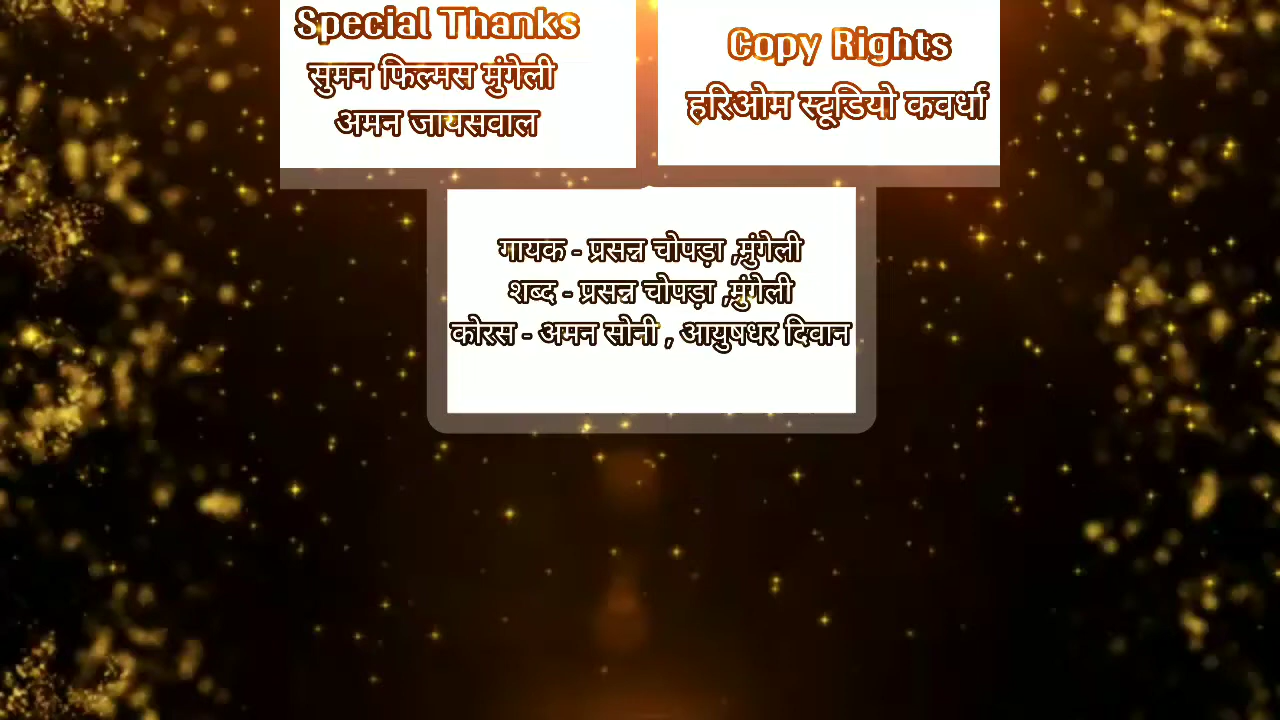 Special Thanks
सुमन फिल्मस मुंगेली
अमन जायसवाल
Copy Rights
हरिओम स्टूडियो कवर्धा
गायक - प्रसन्न चोपड़ा ,मुंगेली
शब्द - प्रसन्न चोपड़ा ,मुंगेली
कोरस - अमन सोनी , आयुषधर दिवान